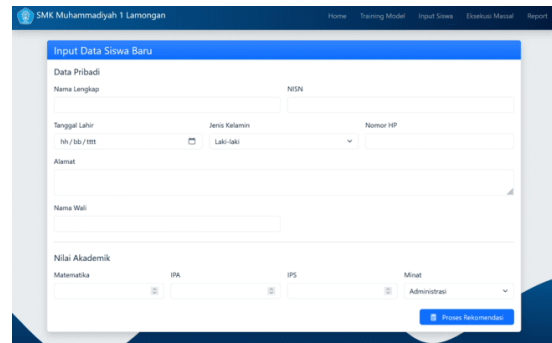 SMK Muhammadiyah 1 Lamongan Home Training Model Input Siswa Eksekusi Massal Report
Input Data Siswa Baru
Data Pribadi
Nama Lengkap NISN
Tanggal Lahir Jenis Kelamin Nomor HP
hh/bb/tttt Laki-laki
Alamat
Nama Wali
Nilai Akademik
Matematika IPA IPS Minat
Administrasi
Proses Rekomendasi